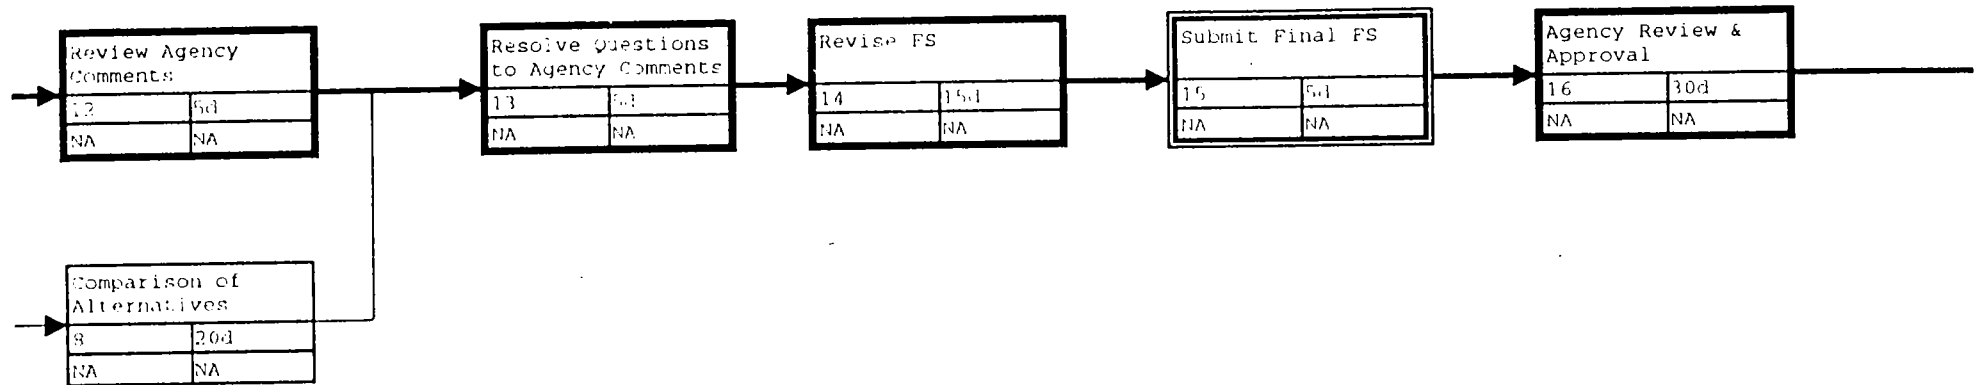 Review Agency
Comments
12 5d
NA NA
Resolve Questions
to Agency Comments
13 5d
NA NA
Revise FS
14 15d
NA NA
Submit Final FS
15 5d
NA NA
Agency Review &
Approval
16 30d
NA NA
Comparison of
Alternatives
8 20d
NA NA